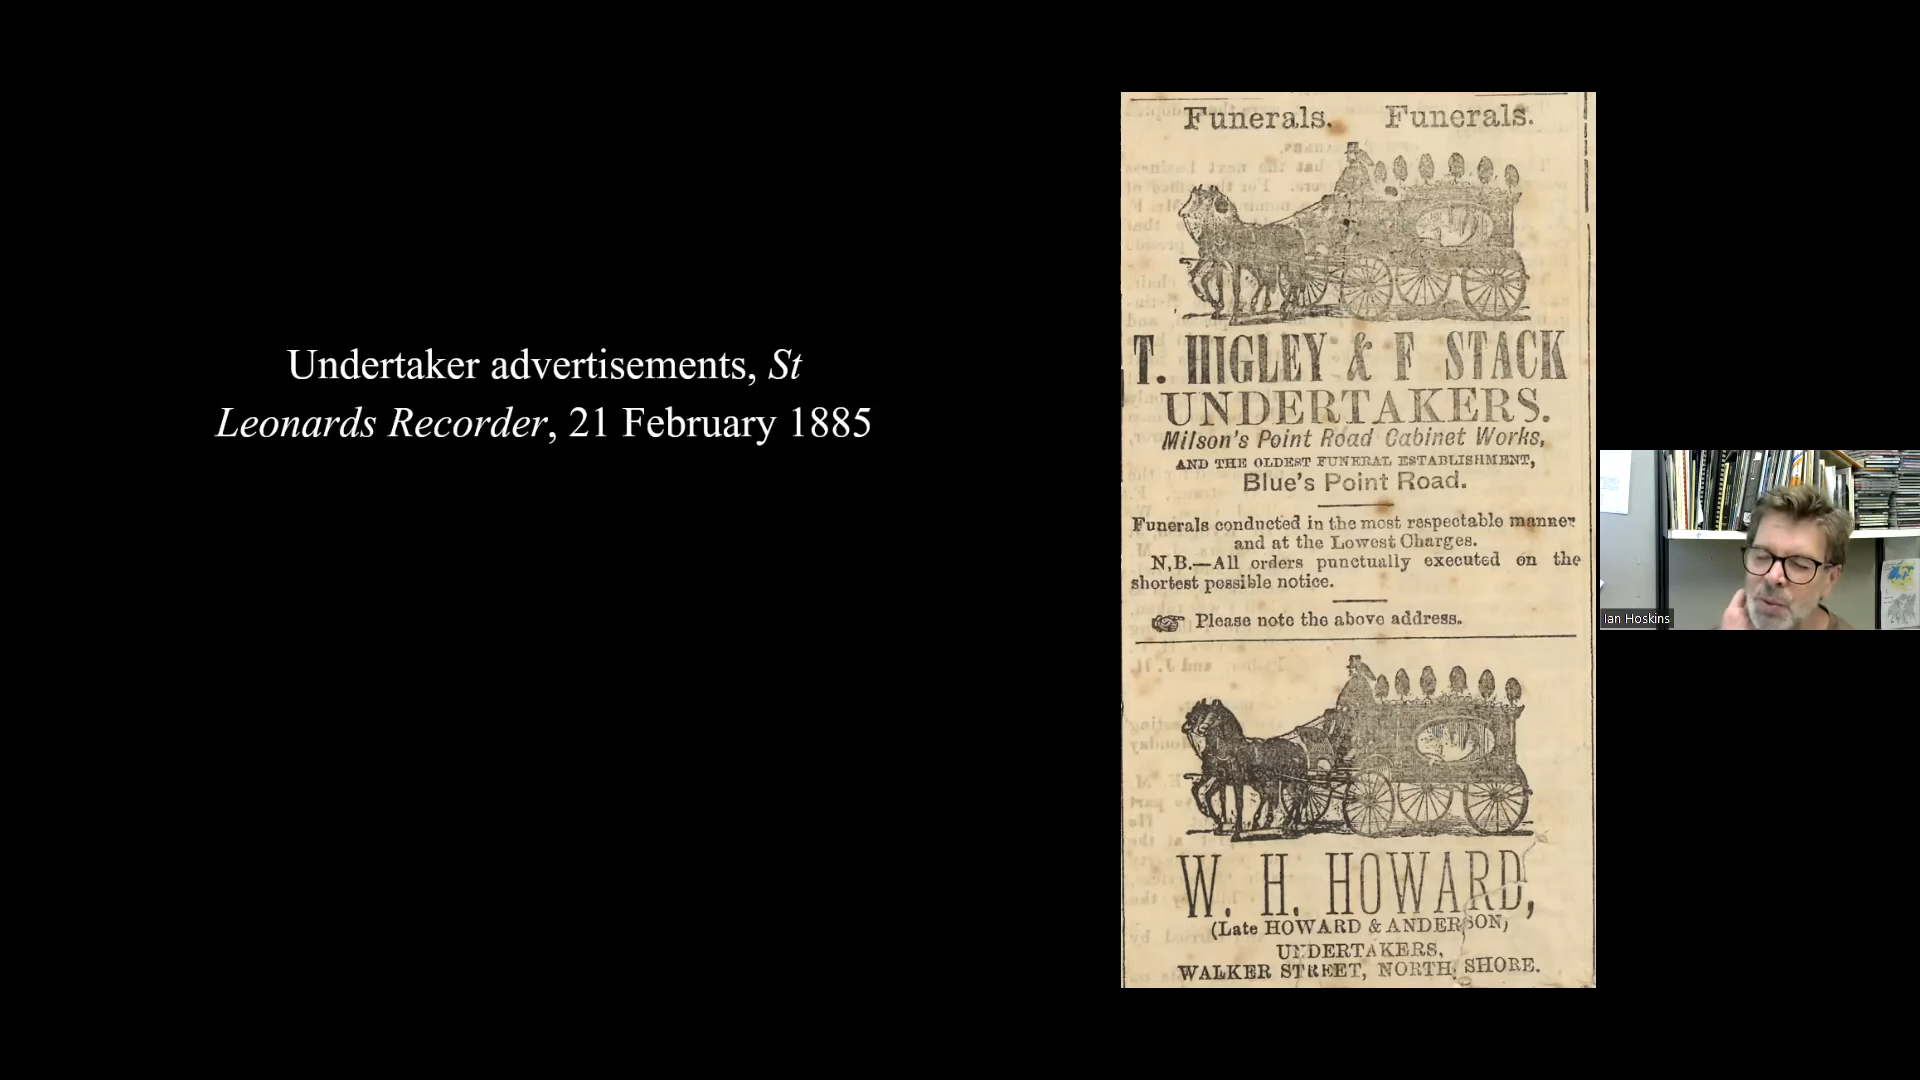 Undertaker advertisements, St
Leonards Recorder, 21 February 1885
Funerals. Funerals.
T. HIGLEY & F STACK
UNDERTAKERS.
Milson's Point Road Cabinet Works,
AND THE OLDEST FUNERAL ESTABLISHMENT,
Blue's Point Road.
Funerals conducted in the most respectable manner
and at the Lowest Charges.
N.B.—All orders punctually executed on the
shortest possible notice.
Please note the above address.
W. H. HOWARD,
(Late HOWARD & ANDERSON,
UNDERTAKERS,
WALKER STREET, NORTH SHORE.
Ian Hoskins